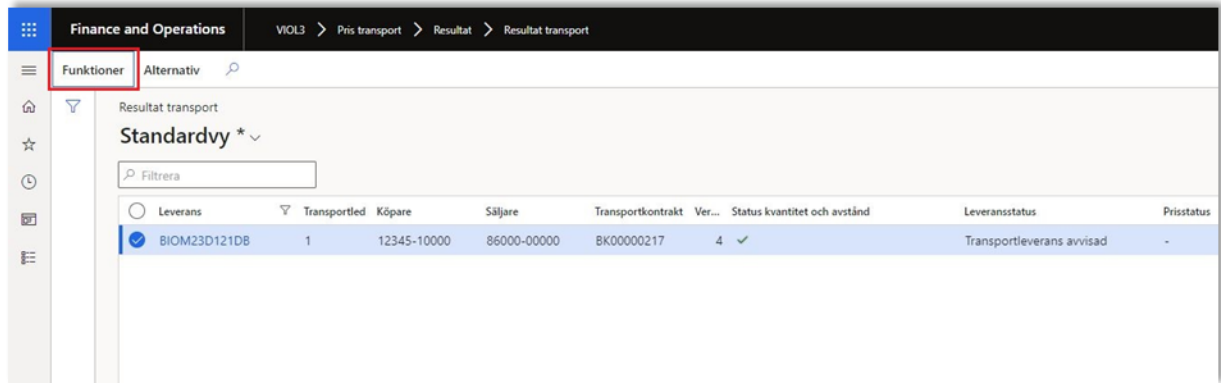 Finance and Operations VIOL3 > Pris transport > Resultat > Resultat transport
Funktioner Alternativ
Resultat transport
Standardvy *
Filtrera
Leverans Transportled Köpare Säljare Transportkontrakt Ver... Status kvantitet och avstånd Leveransstatus Prisstatus
BIOM23D121DB 1 12345-10000 86000-00000 BK00000217 4 Transportleverans avvisad -